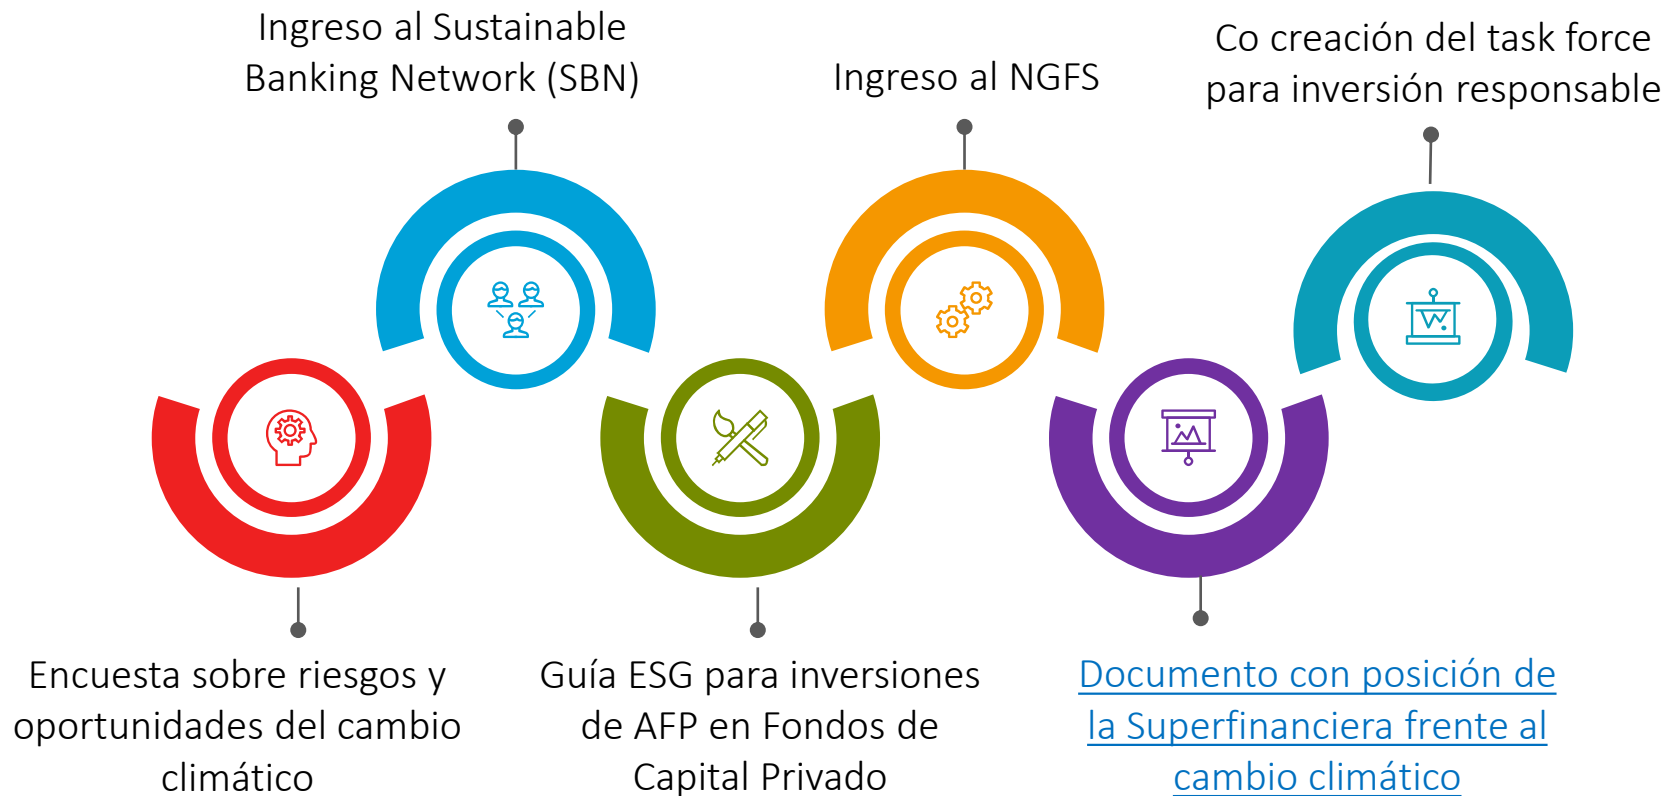 Ingreso al Sustainable
Banking Network (SBN)
Ingreso al NGFS
Co creación del task force
para inversión responsable
Encuesta sobre riesgos y
oportunidades del cambio
climático
Guía ESG para inversiones
de AFP en Fondos de
Capital Privado
Documento con posición de
la Superfinanciera frente al
cambio climático